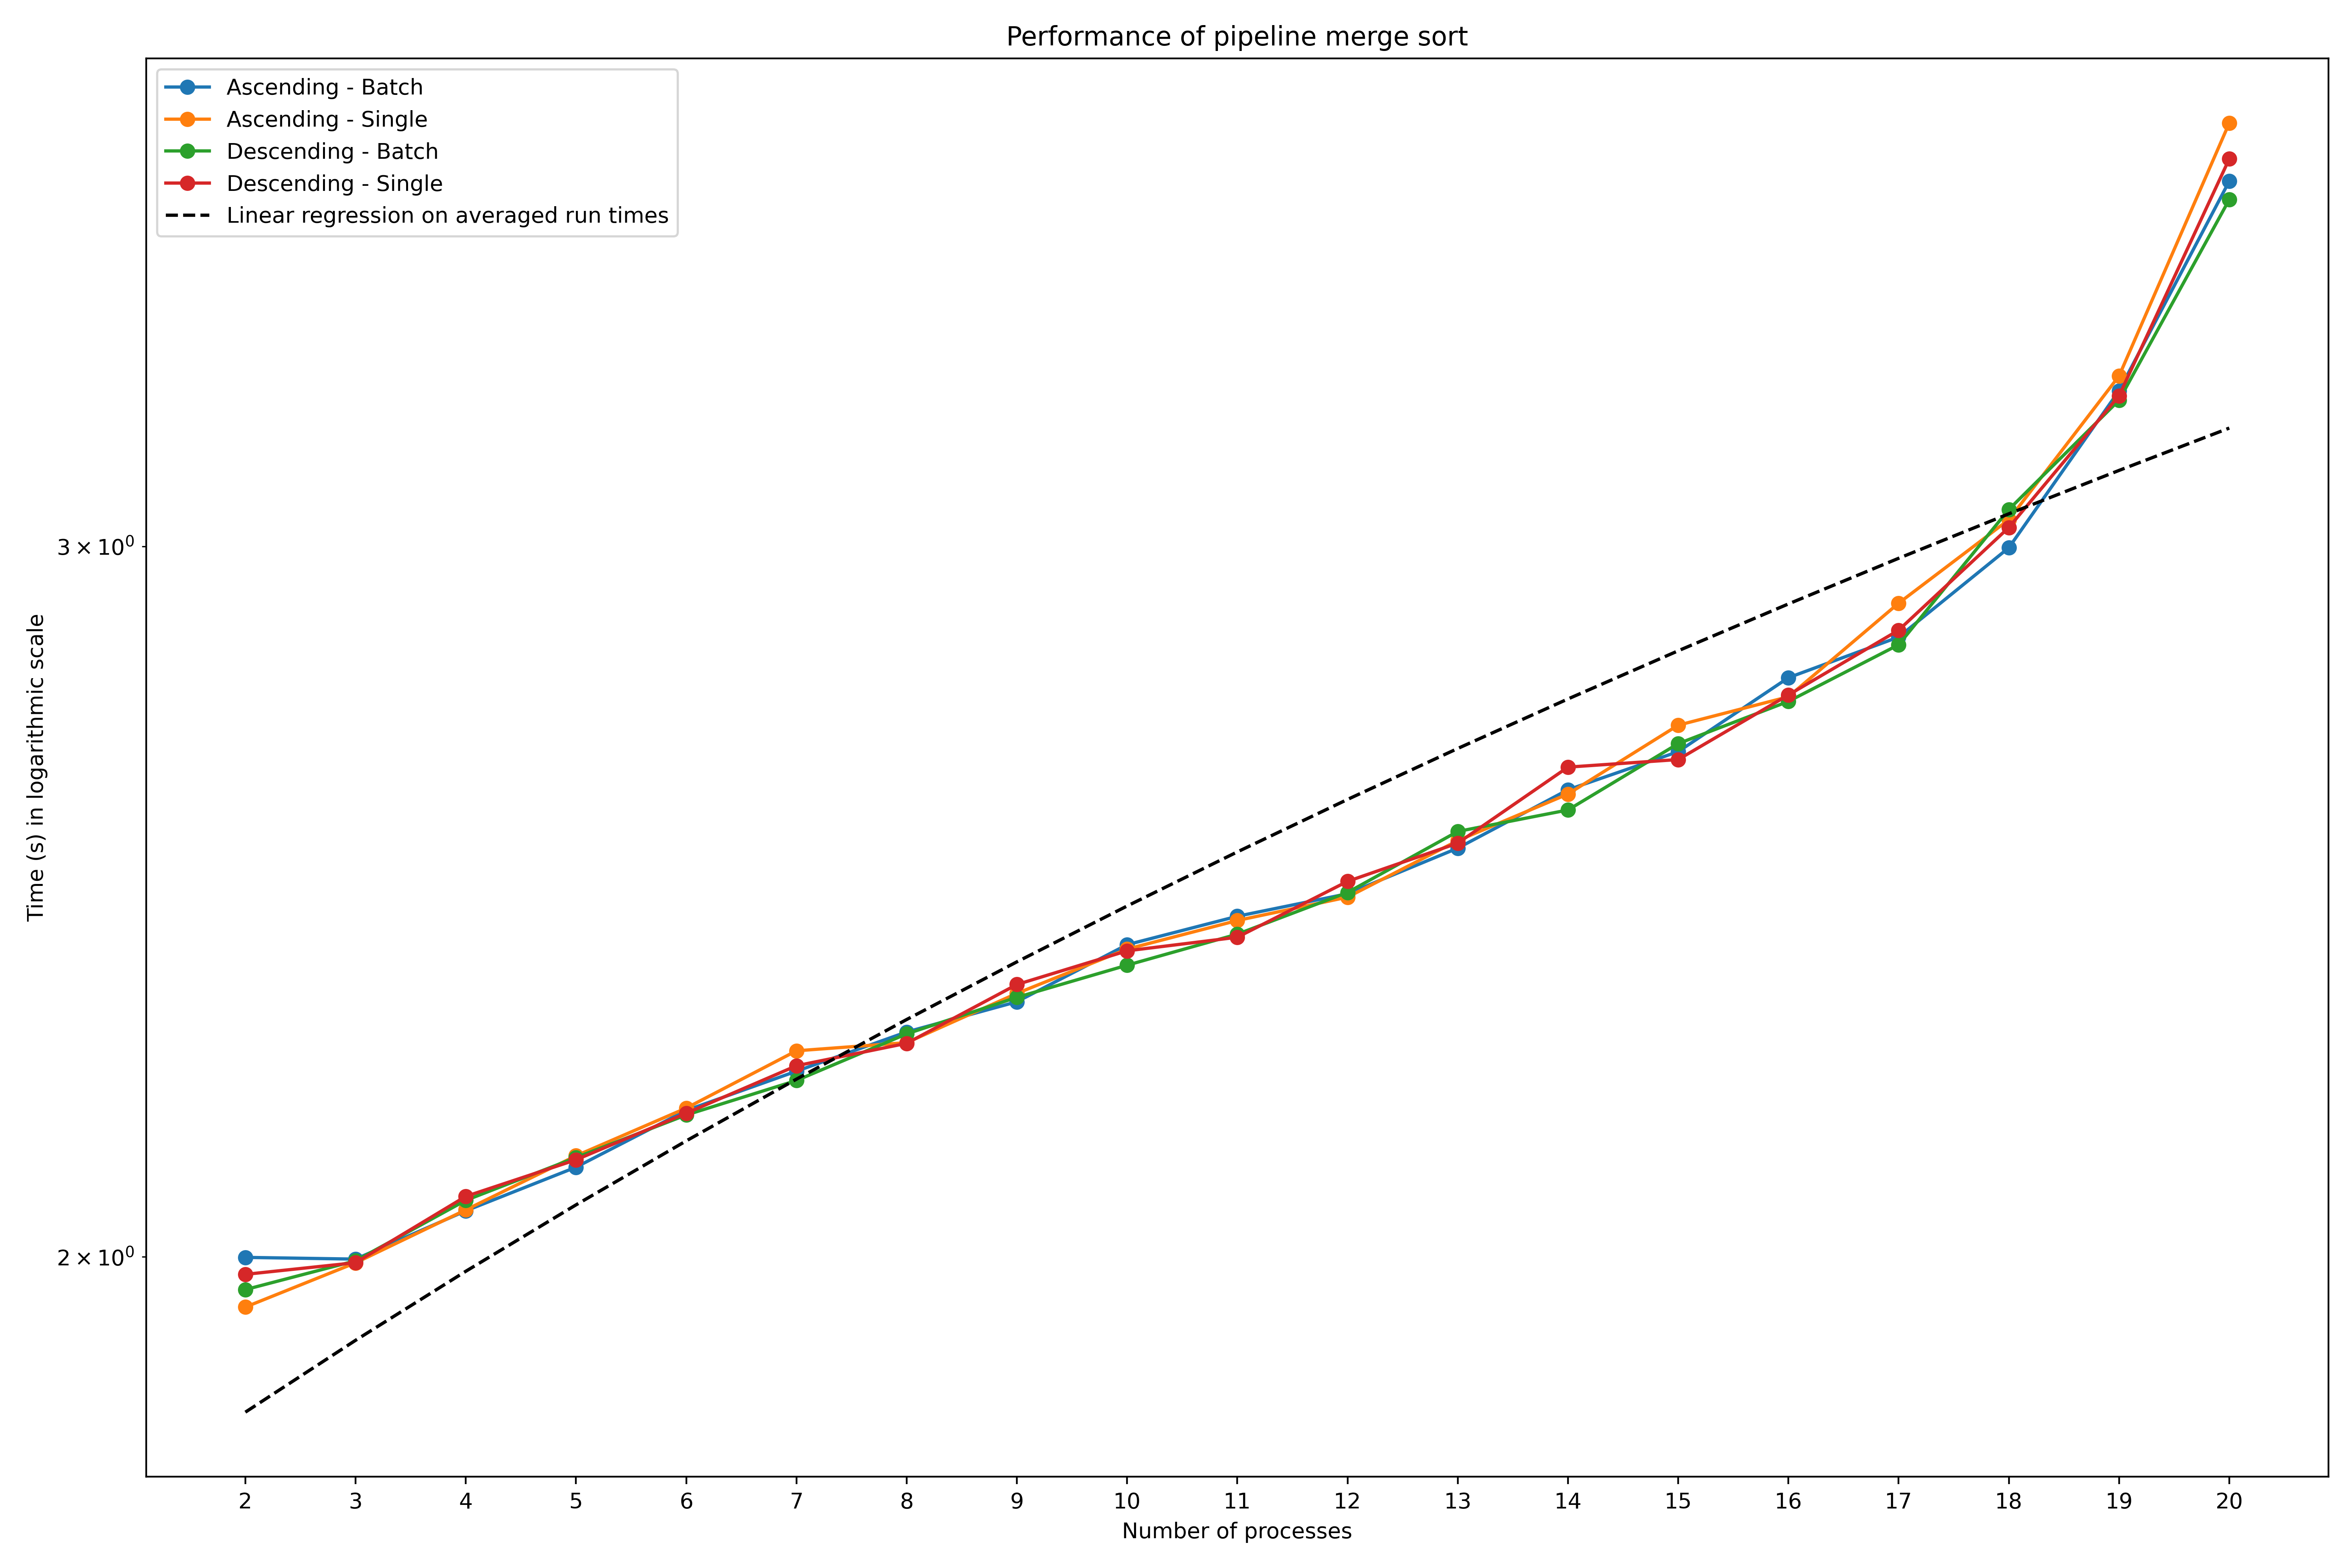 Performance of pipeline merge sort
Ascending - Batch
Ascending - Single
Descending - Batch
Descending - Single
Linear regression on averaged run times
Time (s) in logarithmic scale
3 × 10⁰
2 × 10⁰
2 3 4 5 6 7 8 9 10 11 12 13 14 15 16 17 18 19 20
Number of processes